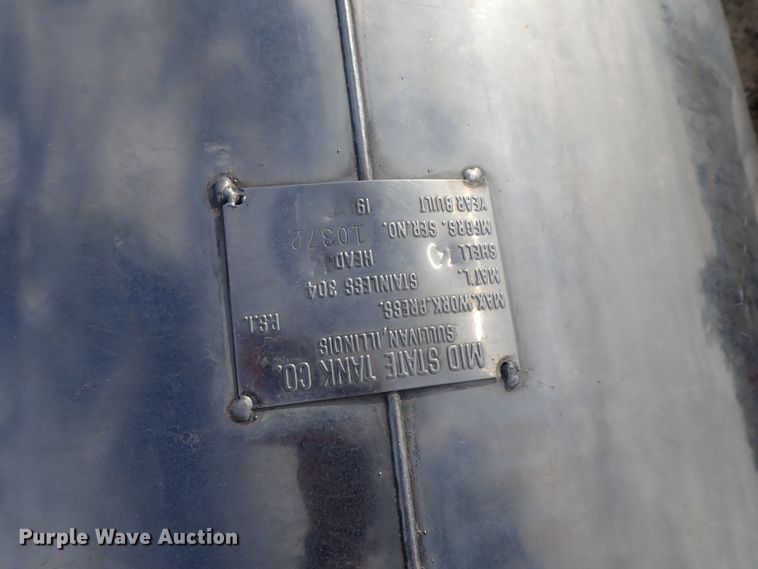 MID STATE TANK CO.
SULLIVAN, ILLINOIS
MAX. WORK. PRESS. P.S.I.
MAT'L. STAINLESS 304
SHELL HEAD
MFGRS. SER. NO. 10372
YEAR BUILT 19
Purple Wave Auction